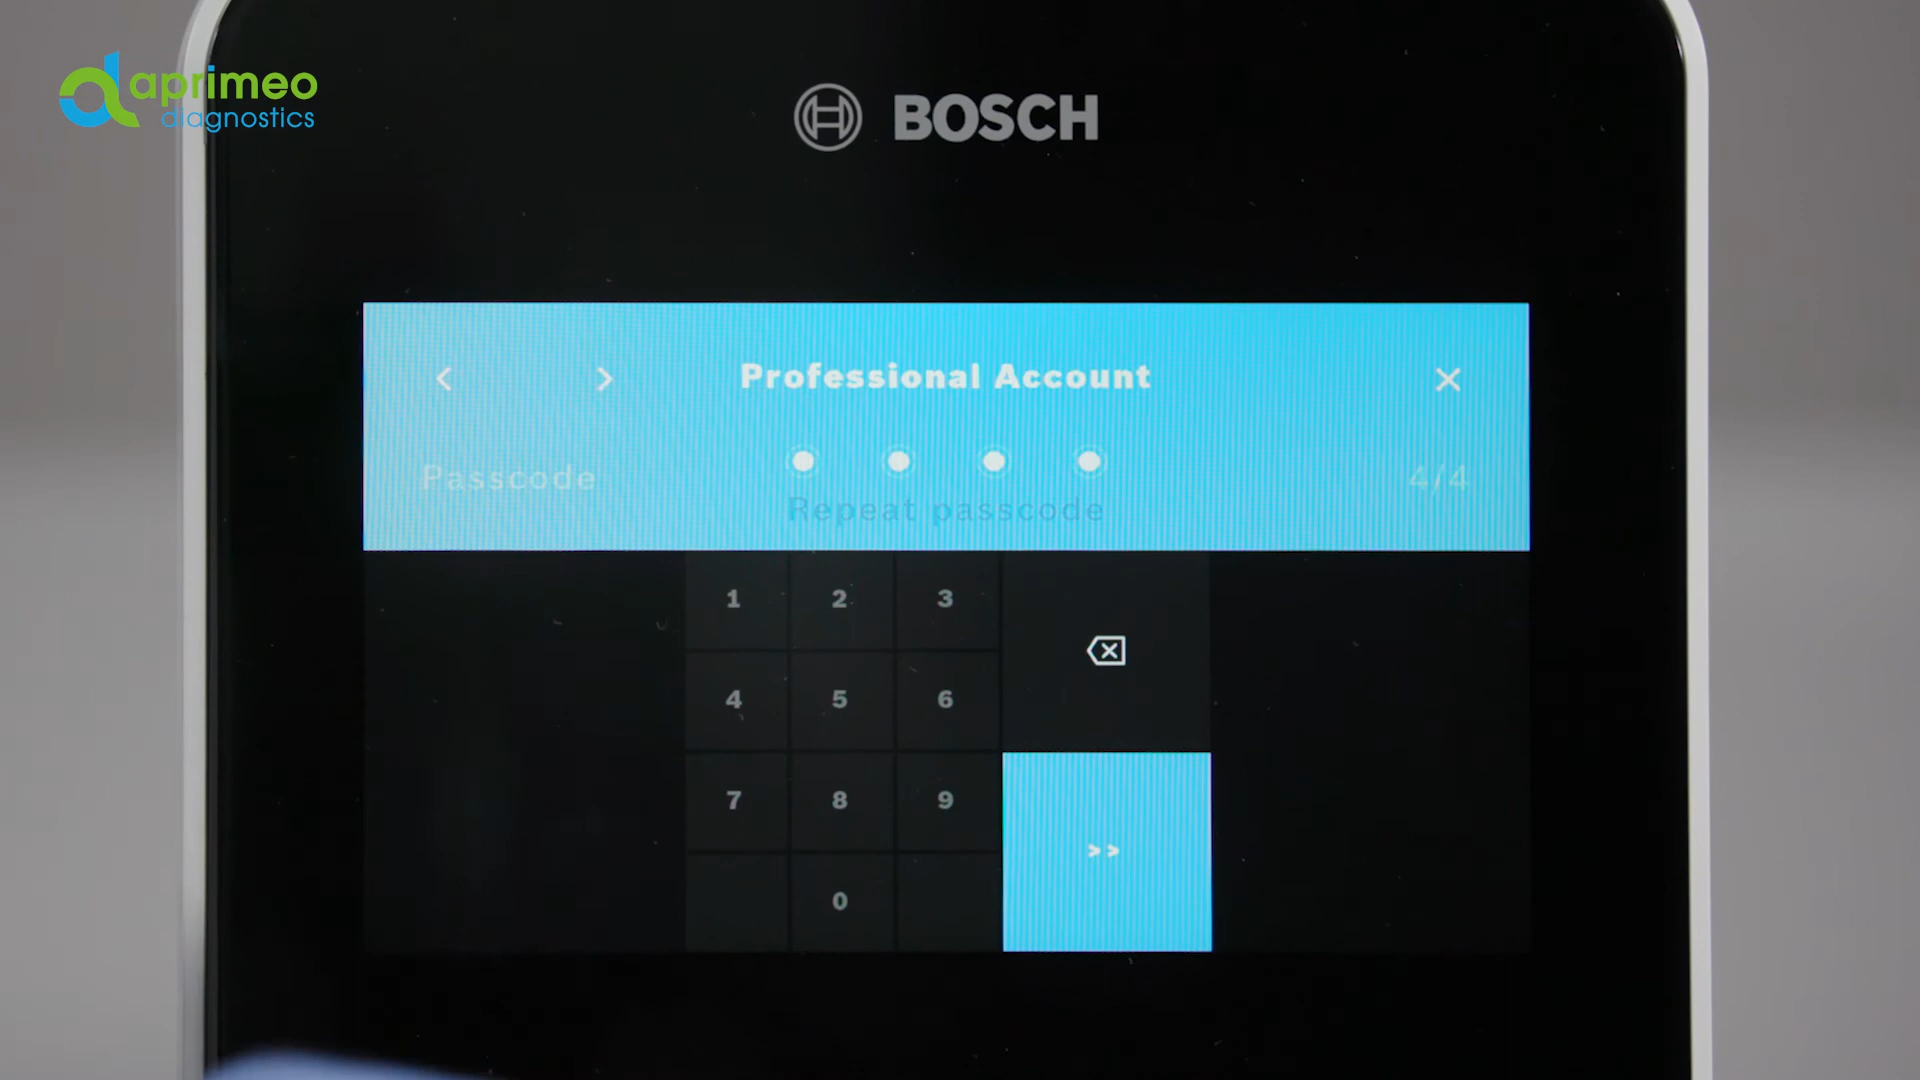 aprimeo
diagnostics
BOSCH
Professional Account
Passcode
4/4
Repeat passcode
1 2 3
4 5 6
7 8 9
>>
0